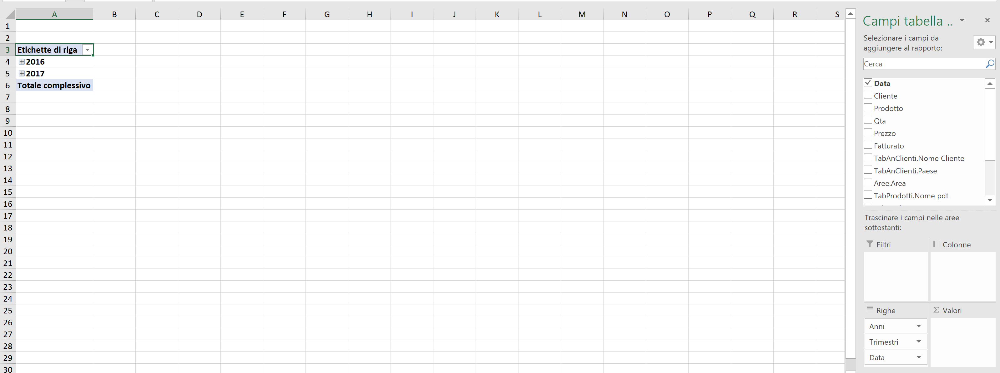 A B C D E F G H I J K L M N O P Q R S
1
2
3 Etichette di riga
4 2016
5 2017
6 Totale complessivo
7
8
9
10
11
12
13
14
15
16
17
18
19
20
21
22
23
24
25
26
27
28
29
30
Campi tabella ..
Selezionare i campi da
aggiungere al rapporto:
Cerca
Data
Cliente
Prodotto
Qta
Prezzo
Fatturato
TabAnClienti.Nome Cliente
TabAnClienti.Paese
Aree.Area
TabProdotti.Nome pdt
Trascinare i campi nelle aree
sottostanti:
Filtri
Colonne
Righe
Σ Valori
Anni
Trimestri
Data